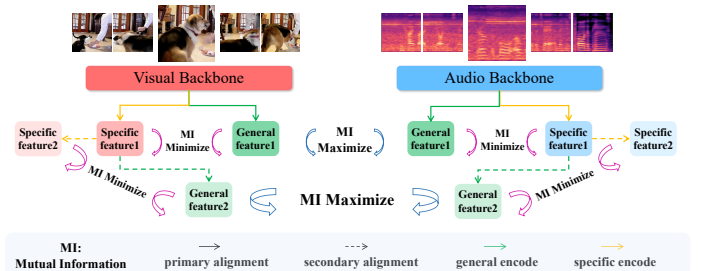 Visual Backbone
Audio Backbone
Specific
feature2
Specific
feature1
MI
Minimize
General
feature1
MI
Maximize
General
feature1
MI
Minimize
Specific
feature1
Specific
feature2
MI Minimize
General
feature2
MI Maximize
General
feature2
MI Minimize
MI:
Mutual Information
primary alignment
secondary alignment
general encode
specific encode